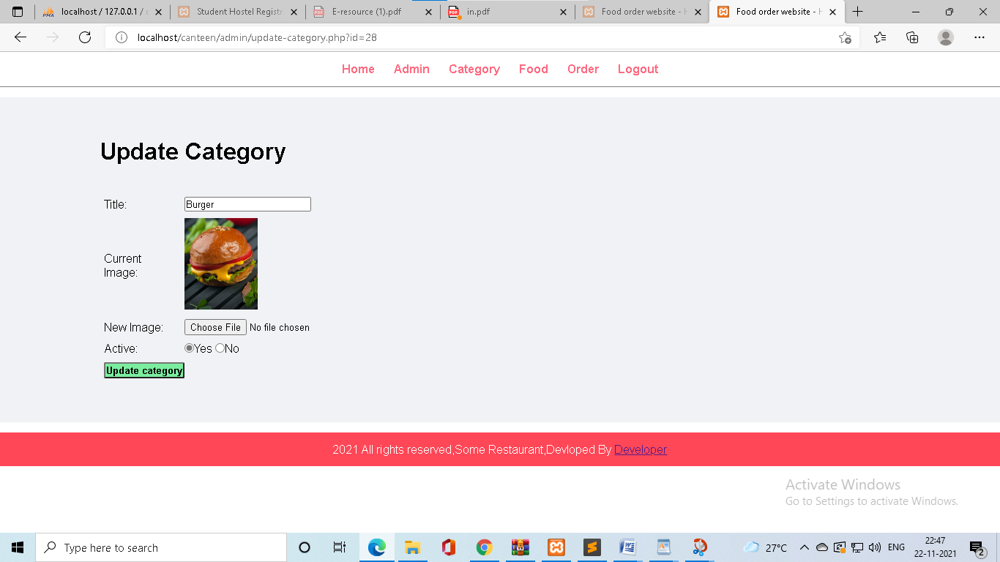 localhost / 127.0.0.1 / c
Student Hostel Registr
E-resource (1).pdf
in.pdf
Food order website - H
Food order website - H
localhost/canteen/admin/update-category.php?id=28
Home Admin Category Food Order Logout
Update Category
Title: Burger
Current
Image:
New Image: Choose File No file chosen
Active: Yes No
Update category
2021 All rights reserved,Some Restaurant,Devloped By Developer
Activate Windows
Go to Settings to activate Windows.
Type here to search
27°C
ENG
22:47
22-11-2021
2